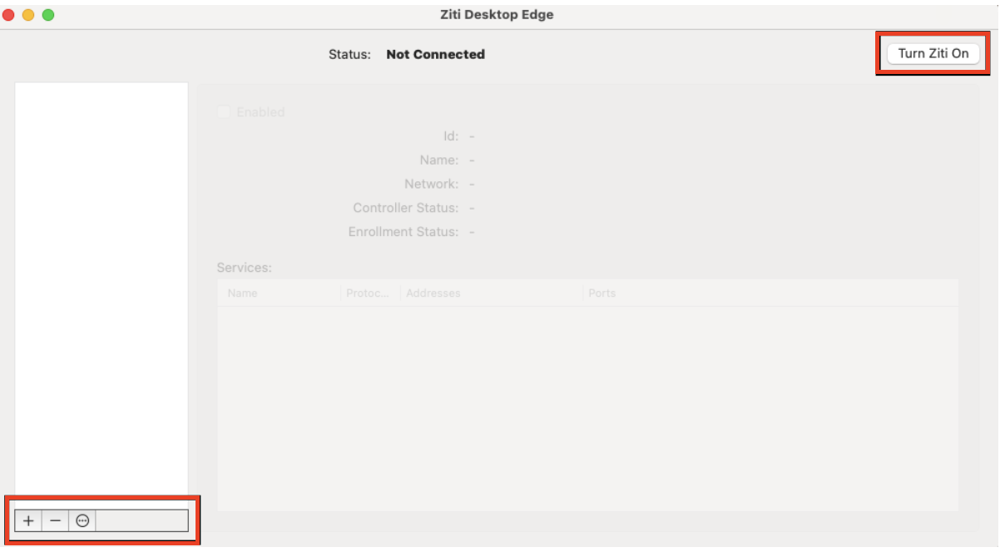 Ziti Desktop Edge
Status: Not Connected
Turn Ziti On
Enabled
Id: -
Name: -
Network: -
Controller Status: -
Enrollment Status: -
Services:
Name Protoc... Addresses Ports
+ −